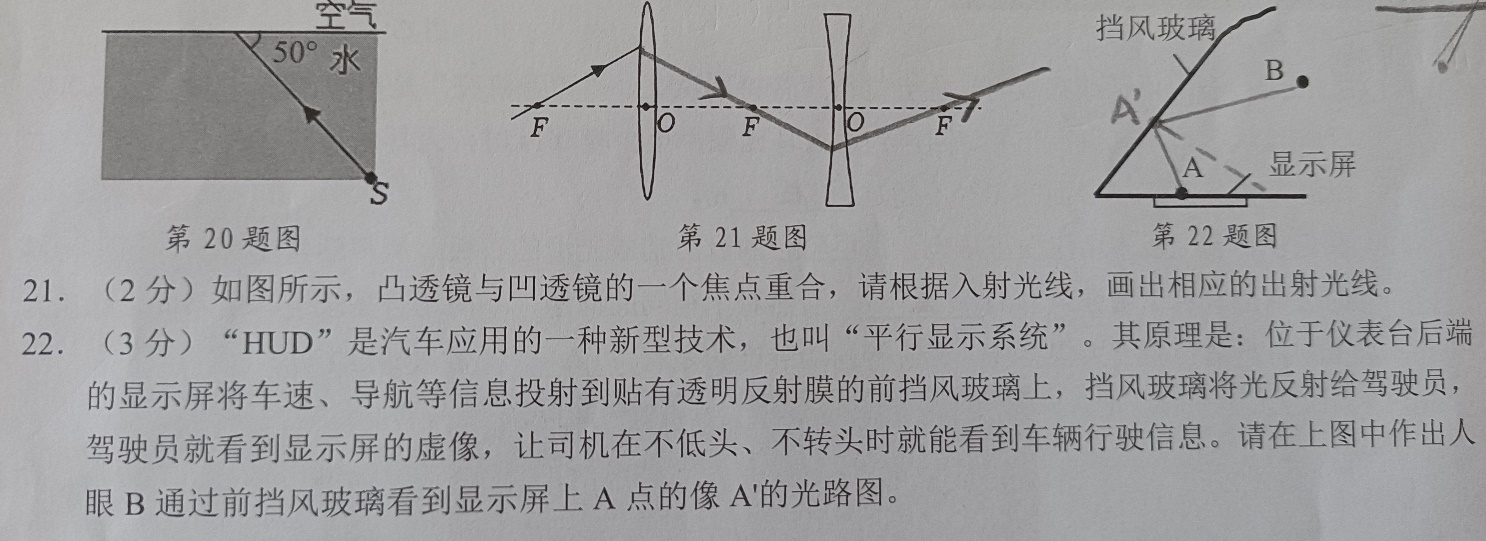 空气
50° 水
S
F O F O F
挡风玻璃
B
A'
A
显示屏
第 20 题图 第 21 题图 第 22 题图
21. （2 分）如图所示，凸透镜与凹透镜的一个焦点重合，请根据入射光线，画出相应的出射光线。
22. （3 分）“HUD”是汽车应用的一种新型技术，也叫“平行显示系统”。其原理是：位于仪表台后端
的显示屏将车速、导航等信息投射到贴有透明反射膜的前挡风玻璃上，挡风玻璃将光反射给驾驶员，
驾驶员就看到显示屏的虚像，让司机在不低头、不转头时就能看到车辆行驶信息。请在上图中作出人
眼 B 通过前挡风玻璃看到显示屏上 A 点的像 A'的光路图。